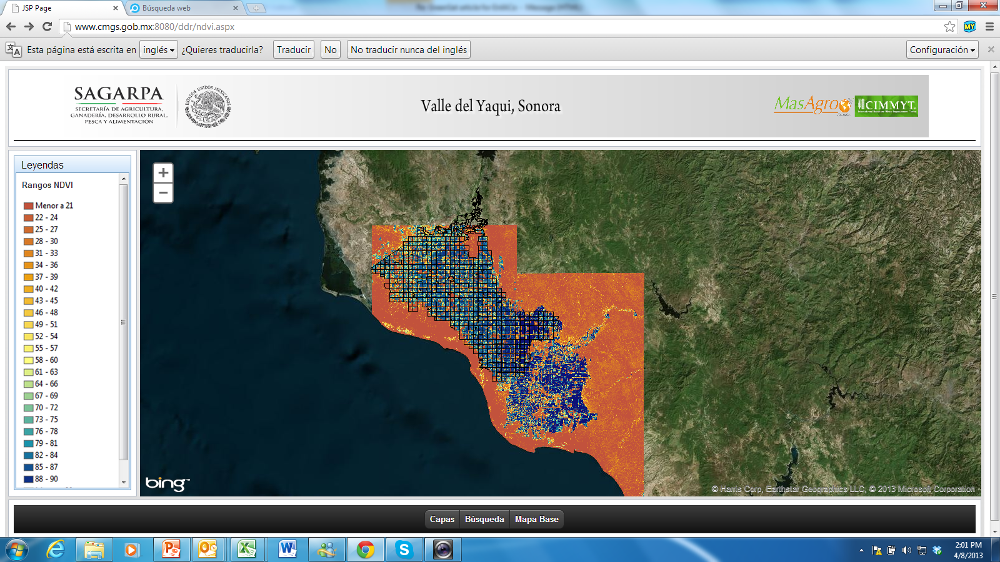 JSP Page
Búsqueda web
www.cmgs.gob.mx:8080/ddr/ndvi.aspx
MY
Esta página está escrita en inglés ¿Quieres traducirla? Traducir No No traducir nunca del inglés Configuración
SAGARPA
SECRETARÍA DE AGRICULTURA,
GANADERÍA, DESARROLLO RURAL,
PESCA Y ALIMENTACIÓN
ESTADOS UNIDOS MEXICANOS
Valle del Yaqui, Sonora
MasAgro
CIMMYT
Leyendas
Rangos NDVI
Menor a 21
22 - 24
25 - 27
28 - 30
31 - 33
34 - 36
37 - 39
40 - 42
43 - 45
46 - 48
49 - 51
52 - 54
55 - 57
58 - 60
61 - 63
64 - 66
67 - 69
70 - 72
73 - 75
76 - 78
79 - 81
82 - 84
85 - 87
88 - 90
+
−
bing™
© Harris Corp, Earthstar Geographics LLC, © 2013 Microsoft Corporation
Capas Búsqueda Mapa Base
2:01 PM
4/8/2013